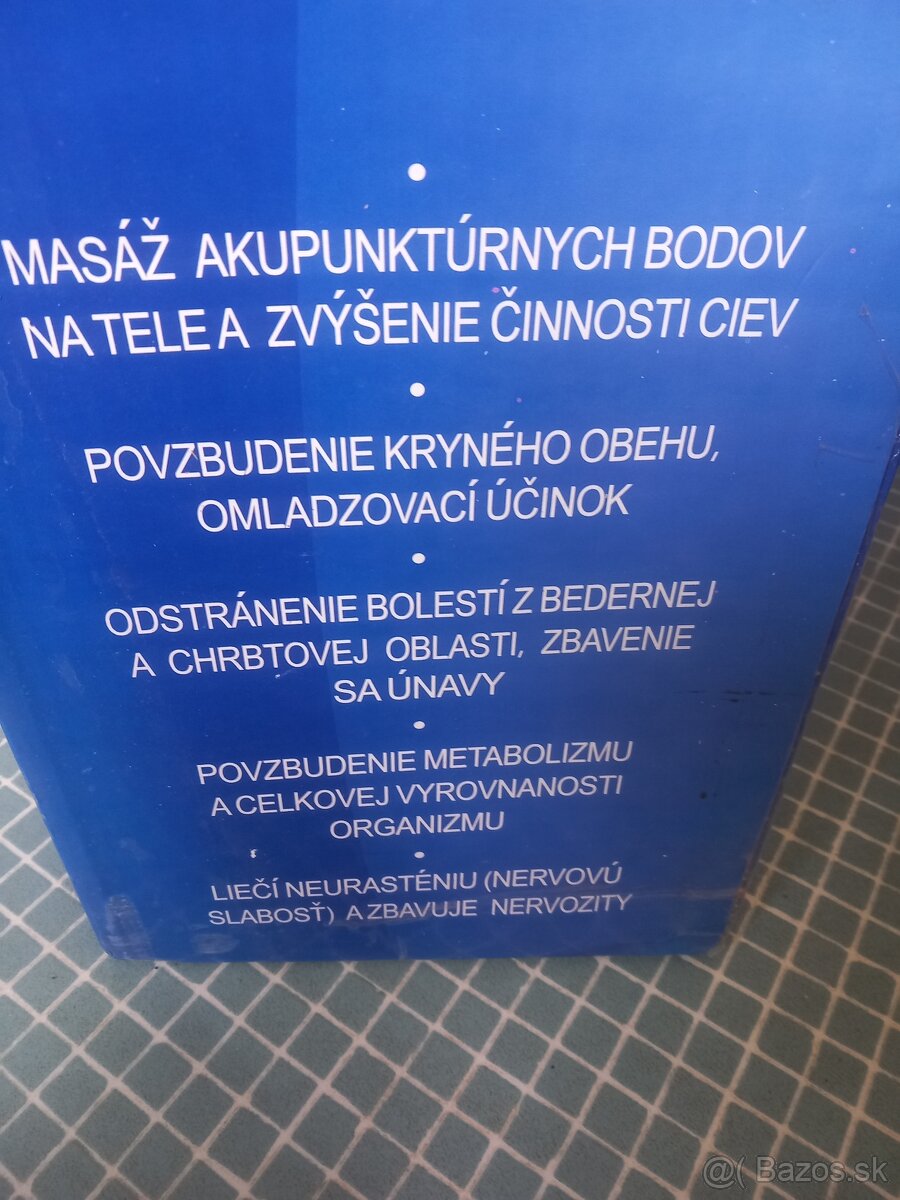 MASÁŽ AKUPUNKTÚRNYCH BODOV
NA TELE A ZVÝŠENIE ČINNOSTI CIEV
POVZBUDENIE KRYNÉHO OBEHU,
OMLADZOVACÍ ÚČINOK
ODSTRÁNENIE BOLESTÍ Z BEDERNEJ
A CHRBTOVEJ OBLASTI, ZBAVENIE
SA ÚNAVY
POVZBUDENIE METABOLIZMU
A CELKOVEJ VYROVNANOSTI
ORGANIZMU
LIEČÍ NEURASTÉNIU (NERVOVÚ
SLABOSŤ) A ZBAVUJE NERVOZITY
@( Bazos.sk